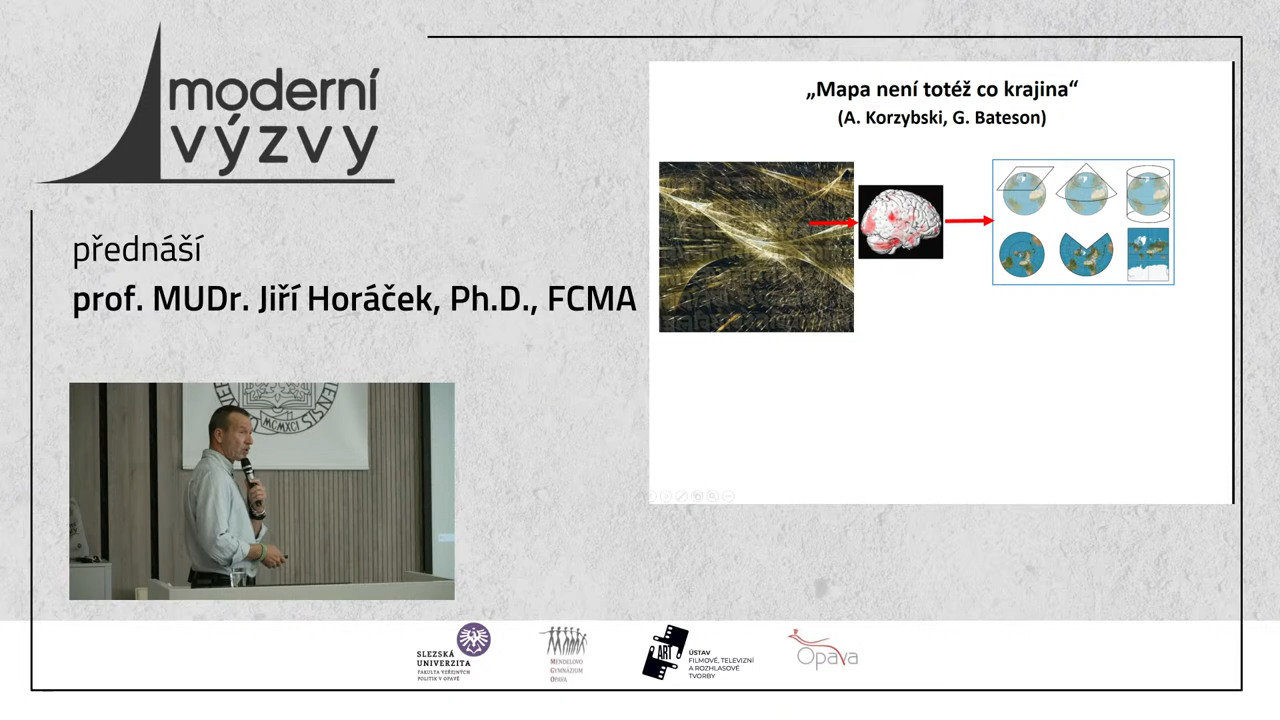 moderní
výzvy
přednáší
prof. MUDr. Jiří Horáček, Ph.D., FCMA
„Mapa není totéž co krajina“
(A. Korzybski, G. Bateson)
MCMXCI
SLEZSKÁ
UNIVERZITA
FAKULTA VEŘEJNÝCH
POLITIK V OPAVĚ
MENDELOVO
GYMNÁZIUM
OPAVA
ART
ÚSTAV
FILMOVÉ, TELEVIZNÍ
A ROZHLASOVÉ
TVORBY
Opava